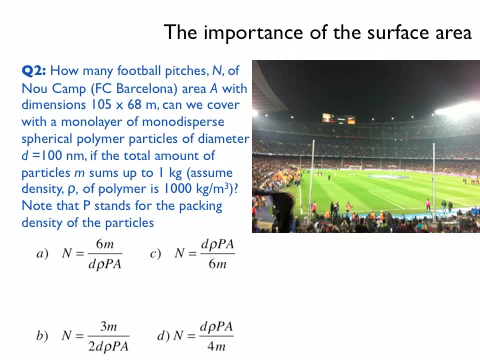 The importance of the surface area
Q2: How many football pitches, N, of
Nou Camp (FC Barcelona) area A with
dimensions 105 x 68 m, can we cover
with a monolayer of monodisperse
spherical polymer particles of diameter
d =100 nm, if the total amount of
particles m sums up to 1 kg (assume
density, ρ, of polymer is 1000 kg/m³)?
Note that P stands for the packing
density of the particles
a) N = 6m / dρPA
c) N = dρPA / 6m
b) N = 3m / 2dρPA
d) N = dρPA / 4m